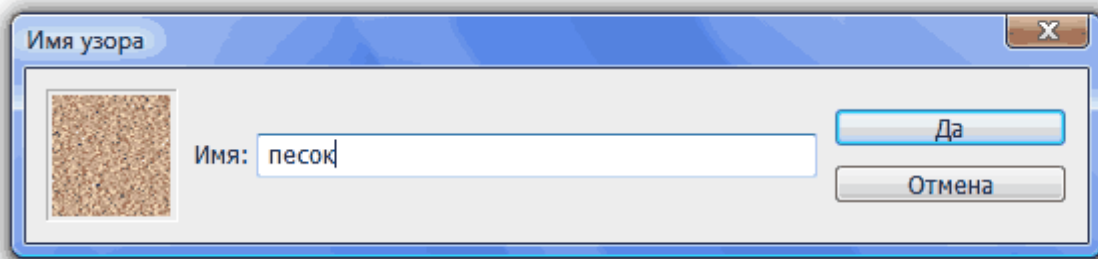 Имя узора
Имя: песок
Да
Отмена